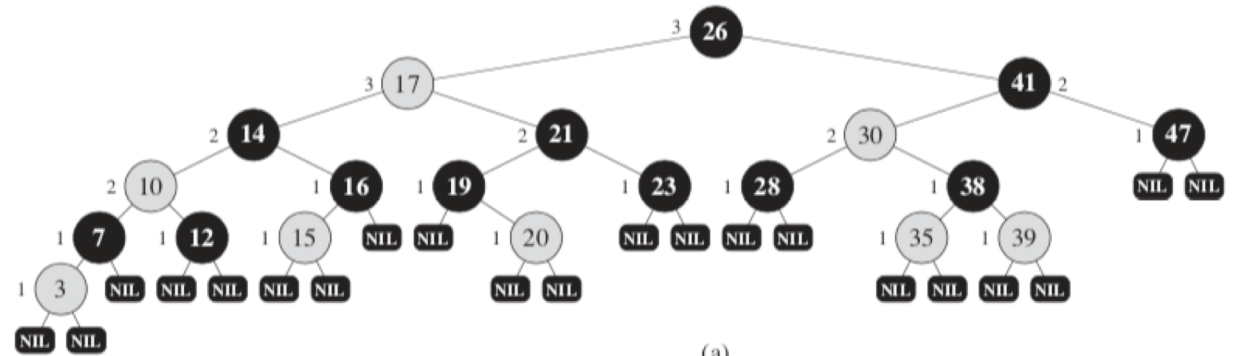 3 26
3 17 41 2
2 14 2 21 2 30 1 47
2 10 1 16 1 19 1 23 1 28 1 38 NIL NIL
1 7 1 12 1 15 NIL NIL 1 20 NIL NIL NIL NIL 1 35 1 39
1 3 NIL NIL NIL NIL NIL NIL NIL NIL NIL NIL NIL
NIL NIL
(a)